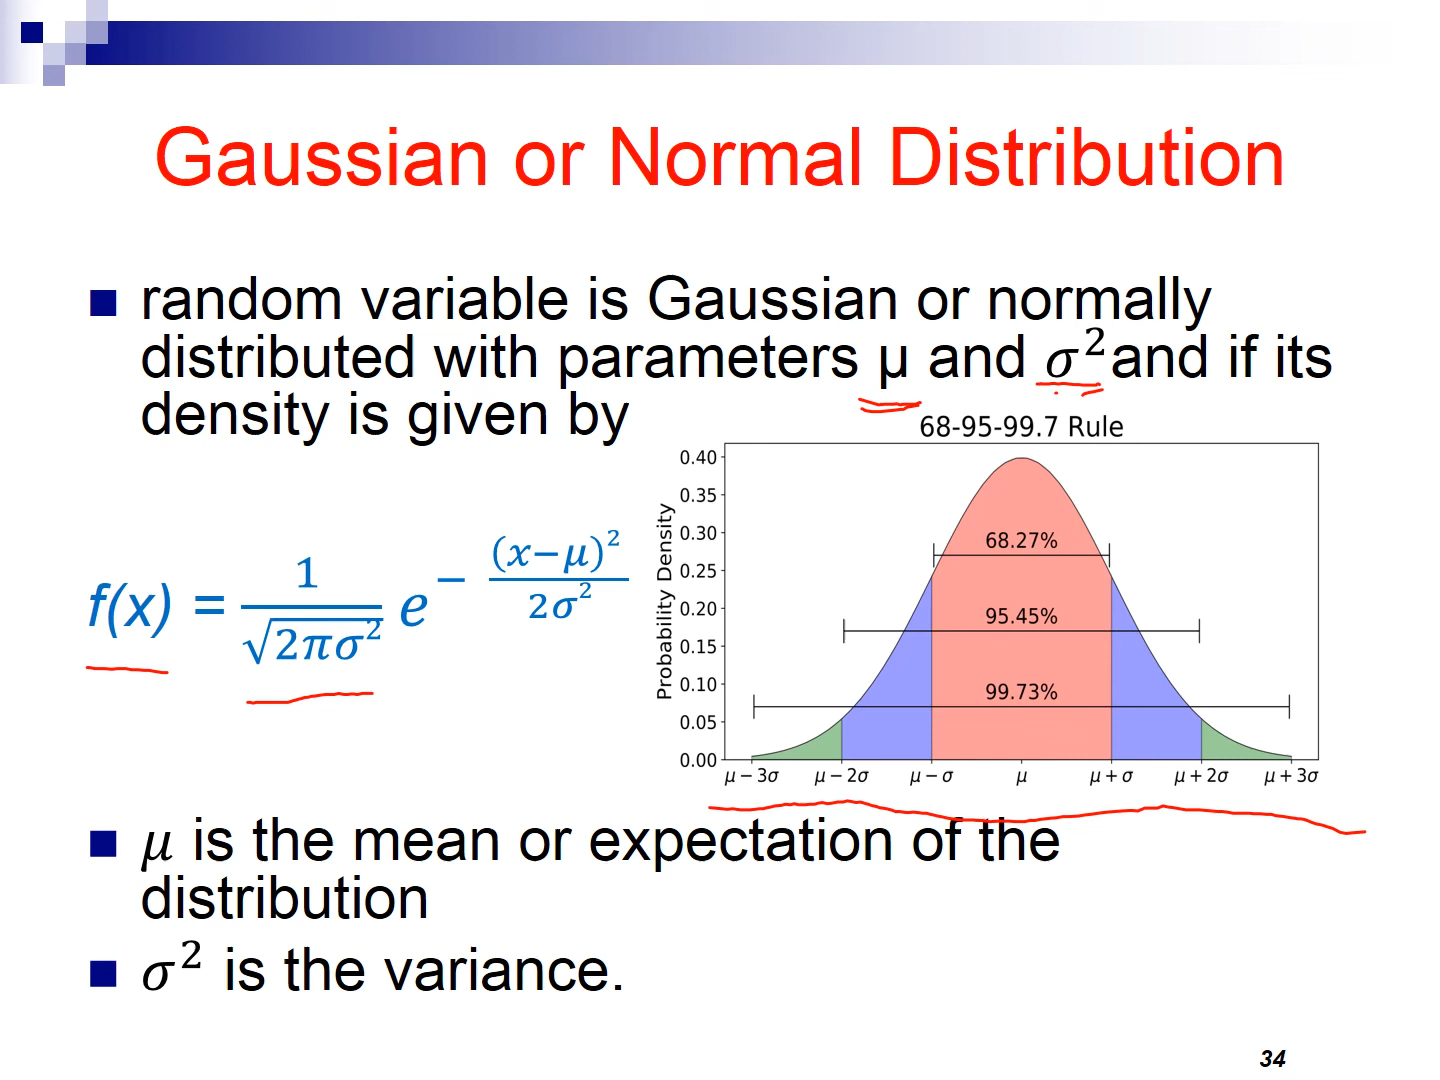 Gaussian or Normal Distribution
random variable is Gaussian or normally
distributed with parameters μ and σ² and if its
density is given by
68-95-99.7 Rule
f(x) = 1/√(2πσ²) e^−(x−μ)²/2σ²
Probability Density
0.40
0.35
0.30
0.25
0.20
0.15
0.10
0.05
0.00
68.27%
95.45%
99.73%
μ − 3σ μ − 2σ μ − σ μ μ + σ μ + 2σ μ + 3σ
μ is the mean or expectation of the
distribution
σ² is the variance.
34